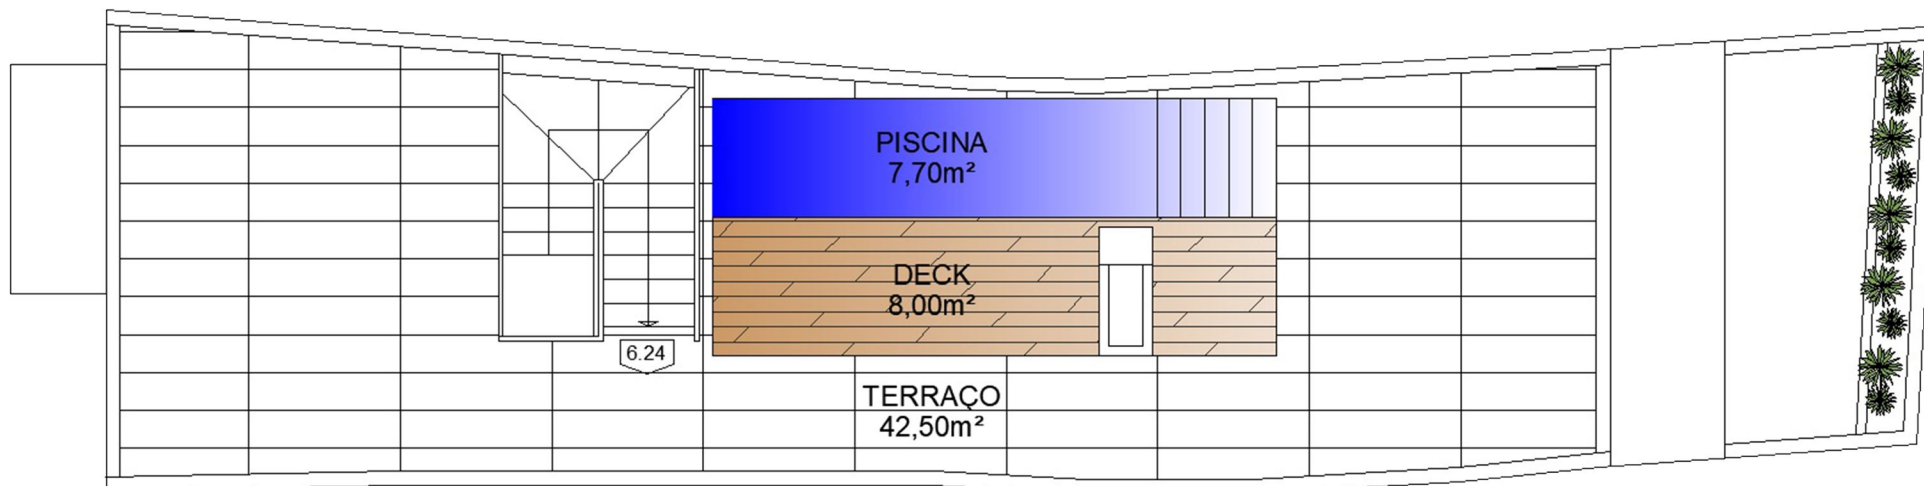 PISCINA
7,70m²
DECK
8,00m²
6.24
TERRAÇO
42,50m²